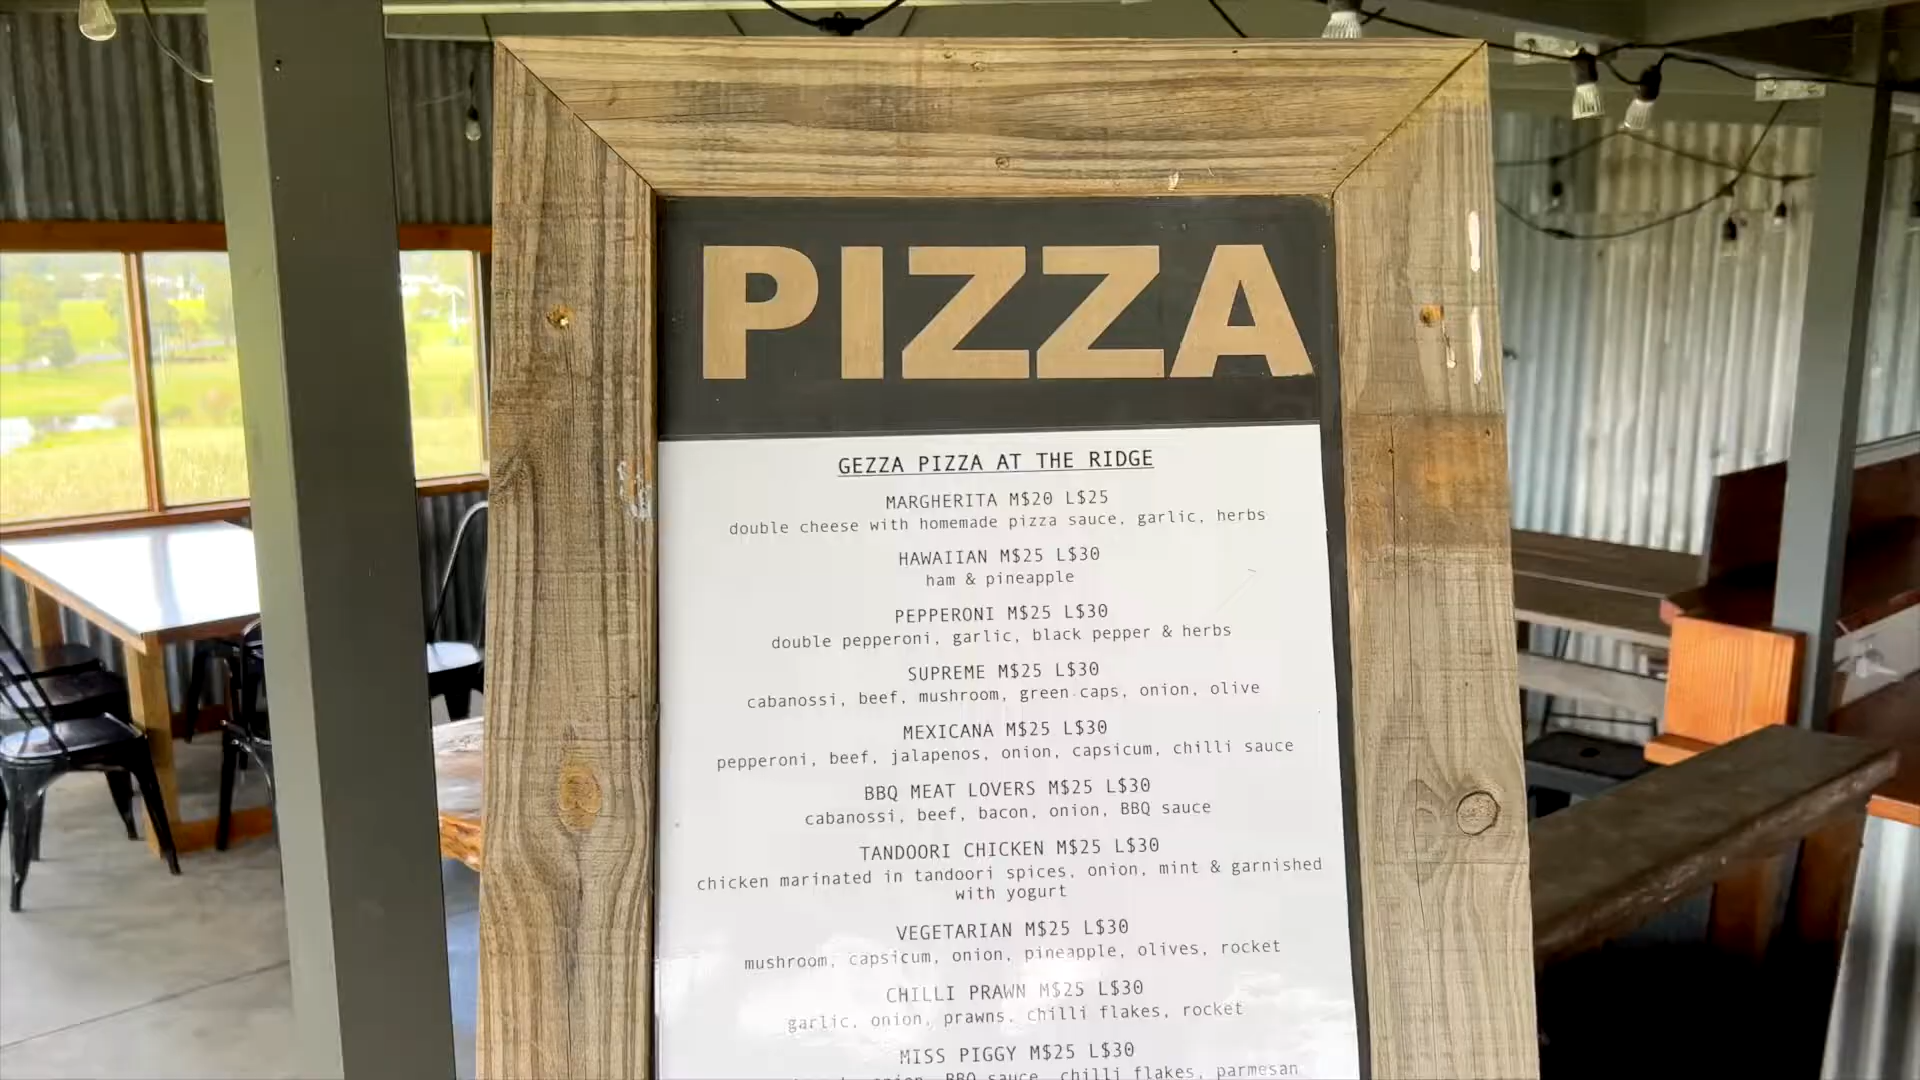 PIZZA
GEZZA PIZZA AT THE RIDGE
MARGHERITA M$20 L$25
double cheese with homemade pizza sauce, garlic, herbs
HAWAIIAN M$25 L$30
ham & pineapple
PEPPERONI M$25 L$30
double pepperoni, garlic, black pepper & herbs
SUPREME M$25 L$30
cabanossi, beef, mushroom, green caps, onion, olive
MEXICANA M$25 L$30
pepperoni, beef, jalapenos, onion, capsicum, chilli sauce
BBQ MEAT LOVERS M$25 L$30
cabanossi, beef, bacon, onion, BBQ sauce
TANDOORI CHICKEN M$25 L$30
chicken marinated in tandoori spices, onion, mint & garnished
with yogurt
VEGETARIAN M$25 L$30
mushroom, capsicum, onion, pineapple, olives, rocket
CHILLI PRAWN M$25 L$30
garlic, onion, prawns, chilli flakes, rocket
MISS PIGGY M$25 L$30
onion, BBQ sauce, chilli flakes, parmesan